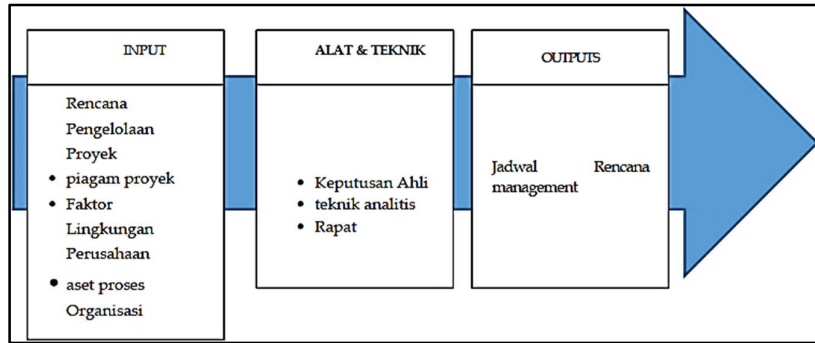 INPUT
Rencana
Pengelolaan
Proyek
• piagam proyek
• Faktor
Lingkungan
Perusahaan
• aset proses
Organisasi
ALAT & TEKNIK
• Keputusan Ahli
• teknik analitis
• Rapat
OUTPUTS
Jadwal Rencana
management